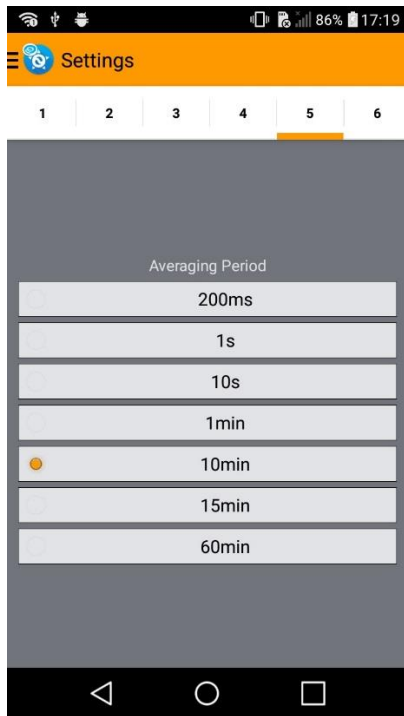 86% 17:19
Settings
1 2 3 4 5 6
Averaging Period
200ms
1s
10s
1min
10min
15min
60min